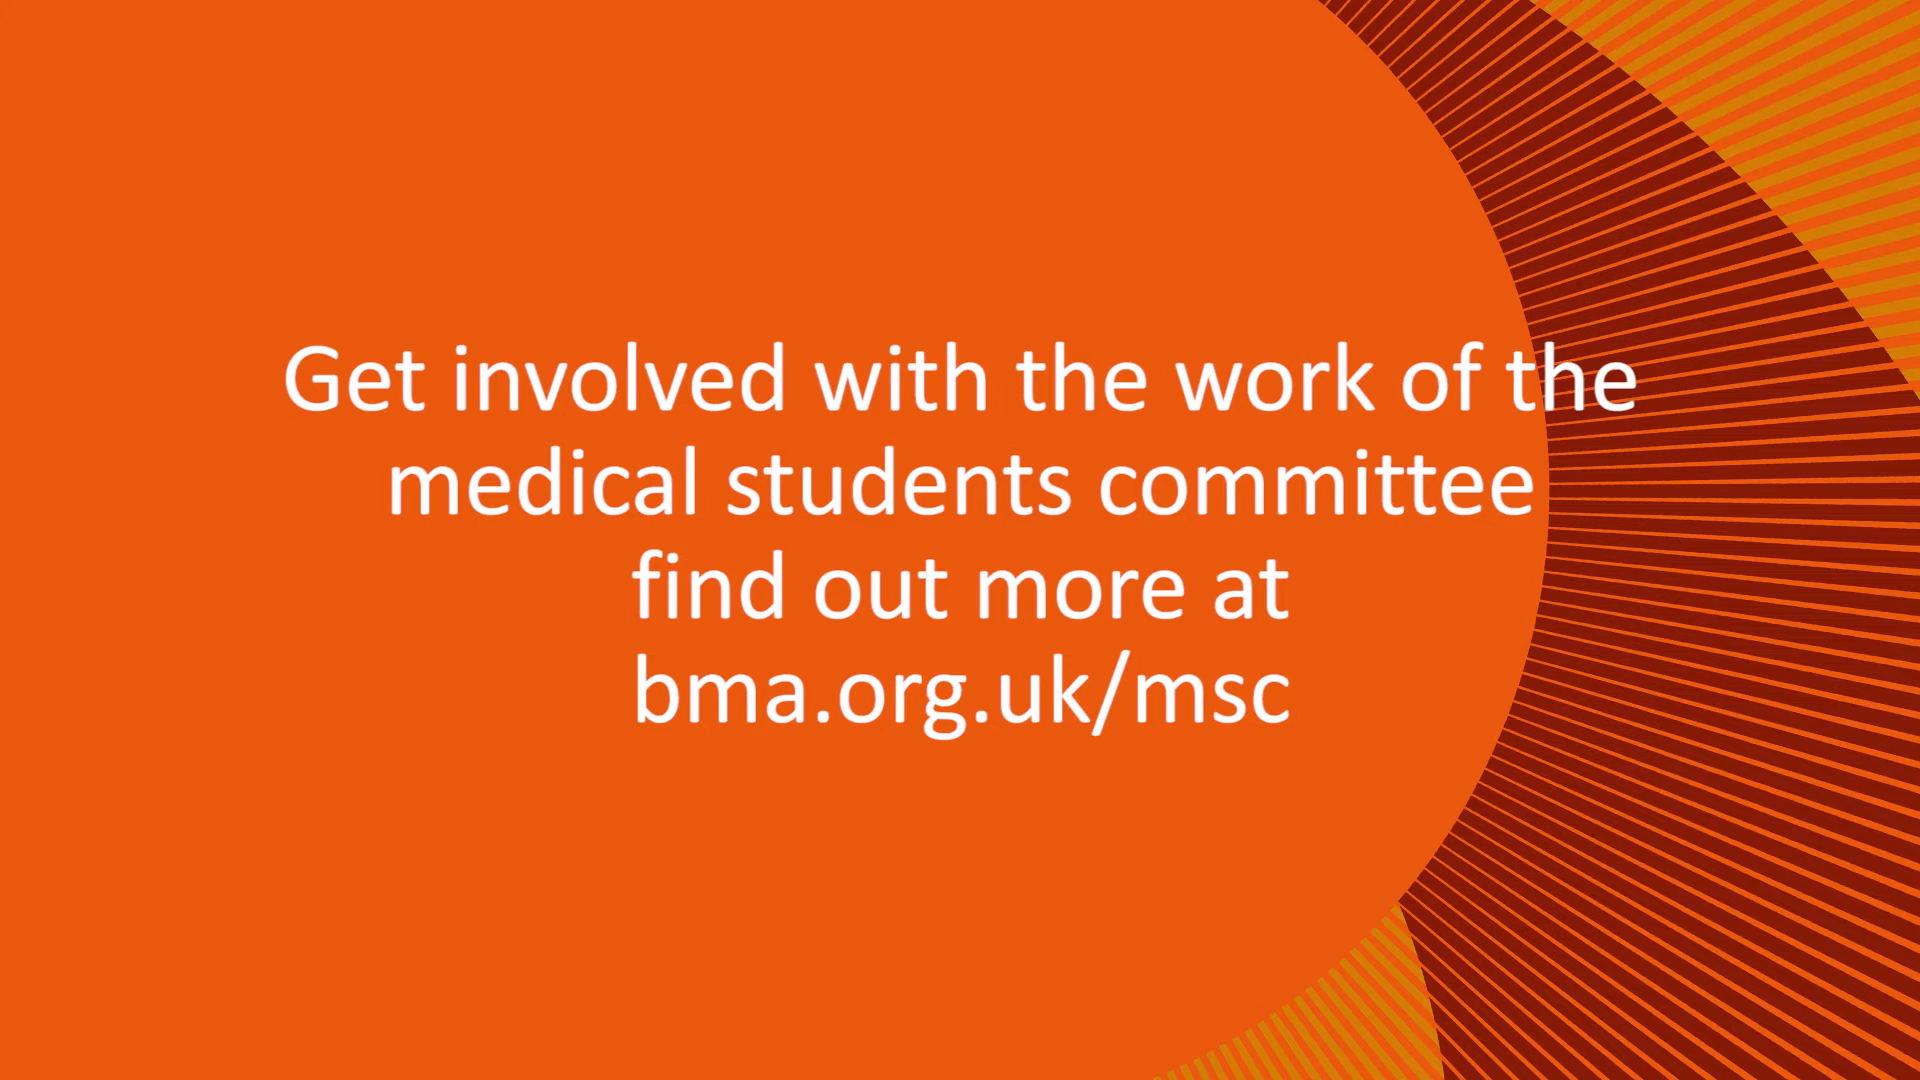 Get involved with the work of the
medical students committee
find out more at
bma.org.uk/msc